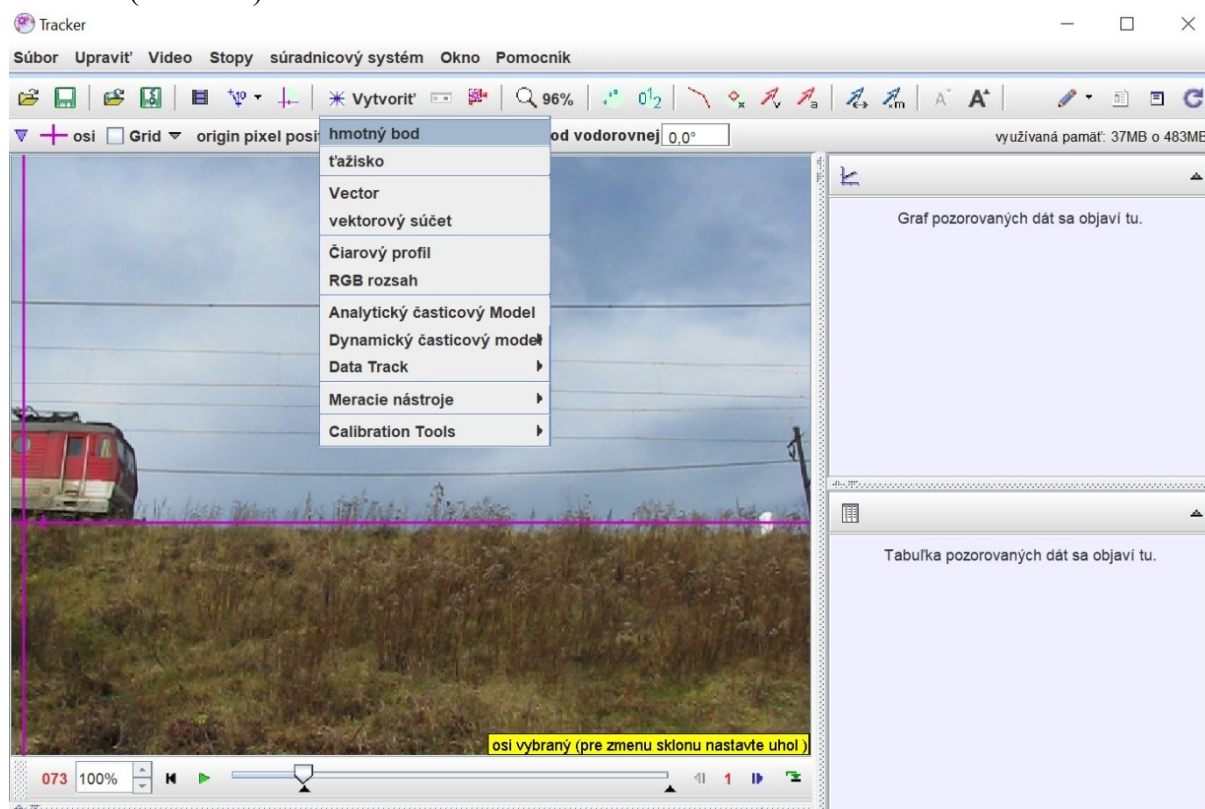 Tracker
Súbor Upraviť Video Stopy súradnicový systém Okno Pomocník
Vytvoriť 96%
osi Grid origin pixel posi od vodorovnej 0,0° využívaná pamäť: 37MB o 483MB
hmotný bod
ťažisko
Vector
vektorový súčet
Čiarový profil
RGB rozsah
Analytický časticový Model
Dynamický časticový model
Data Track
Meracie nástroje
Calibration Tools
Graf pozorovaných dát sa objaví tu.
Tabuľka pozorovaných dát sa objaví tu.
osi vybraný (pre zmenu sklonu nastavte uhol )
073 100% 1